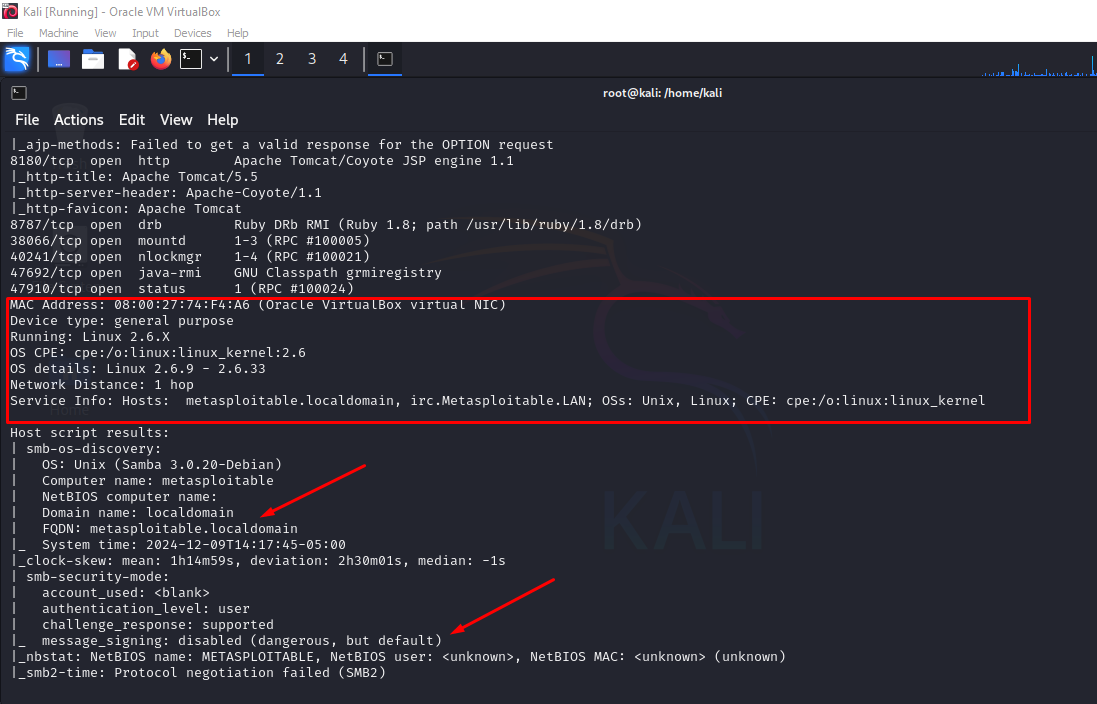 Kali [Running] - Oracle VM VirtualBox
File Machine View Input Devices Help
1 2 3 4
root@kali: /home/kali
File Actions Edit View Help
|_ajp-methods: Failed to get a valid response for the OPTION request
8180/tcp open http Apache Tomcat/Coyote JSP engine 1.1
|_http-title: Apache Tomcat/5.5
|_http-server-header: Apache-Coyote/1.1
|_http-favicon: Apache Tomcat
8787/tcp open drb Ruby DRb RMI (Ruby 1.8; path /usr/lib/ruby/1.8/drb)
38066/tcp open mountd 1-3 (RPC #100005)
40241/tcp open nlockmgr 1-4 (RPC #100021)
47692/tcp open java-rmi GNU Classpath grmiregistry
47910/tcp open status 1 (RPC #100024)
MAC Address: 08:00:27:74:F4:A6 (Oracle VirtualBox virtual NIC)
Device type: general purpose
Running: Linux 2.6.X
OS CPE: cpe:/o:linux:linux_kernel:2.6
OS details: Linux 2.6.9 - 2.6.33
Network Distance: 1 hop
Service Info: Hosts:  metasploitable.localdomain, irc.Metasploitable.LAN; OSs: Unix, Linux; CPE: cpe:/o:linux:linux_kernel
Home
Host script results:
| smb-os-discovery:
|   OS: Unix (Samba 3.0.20-Debian)
|   Computer name: metasploitable
|   NetBIOS computer name:
|   Domain name: localdomain
|   FQDN: metasploitable.localdomain
|_  System time: 2024-12-09T14:17:45-05:00
|_clock-skew: mean: 1h14m59s, deviation: 2h30m01s, median: -1s
| smb-security-mode:
|   account_used: <blank>
|   authentication_level: user
|   challenge_response: supported
|_  message_signing: disabled (dangerous, but default)
|_nbstat: NetBIOS name: METASPLOITABLE, NetBIOS user: <unknown>, NetBIOS MAC: <unknown> (unknown)
|_smb2-time: Protocol negotiation failed (SMB2)
KALI